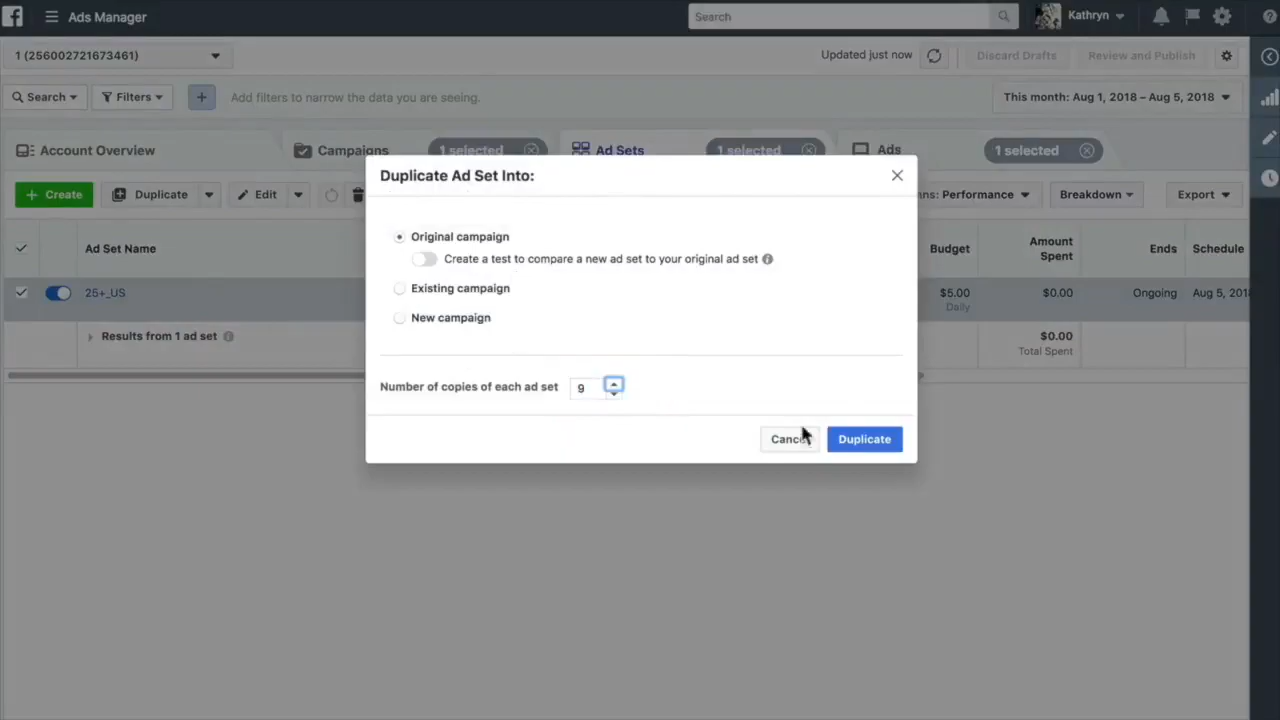 Ads Manager
Search
Kathryn
1 (256002721673461)
Updated just now
Discard Drafts
Review and Publish
Search
Filters
Add filters to narrow the data you are seeing.
This month: Aug 1, 2018 – Aug 5, 2018
Account Overview
Campaigns
1 selected
Ad Sets
1 selected
Ads
1 selected
Duplicate Ad Set Into:
+ Create
Duplicate
Edit
Performance
Breakdown
Export
Original campaign
Create a test to compare a new ad set to your original ad set
Existing campaign
New campaign
Ad Set Name
Budget
Amount
Spent
Ends
Schedule
25+_US
$5.00
Daily
$0.00
Ongoing
Aug 5, 201
Results from 1 ad set
$0.00
Total Spent
Number of copies of each ad set
9
Duplicate